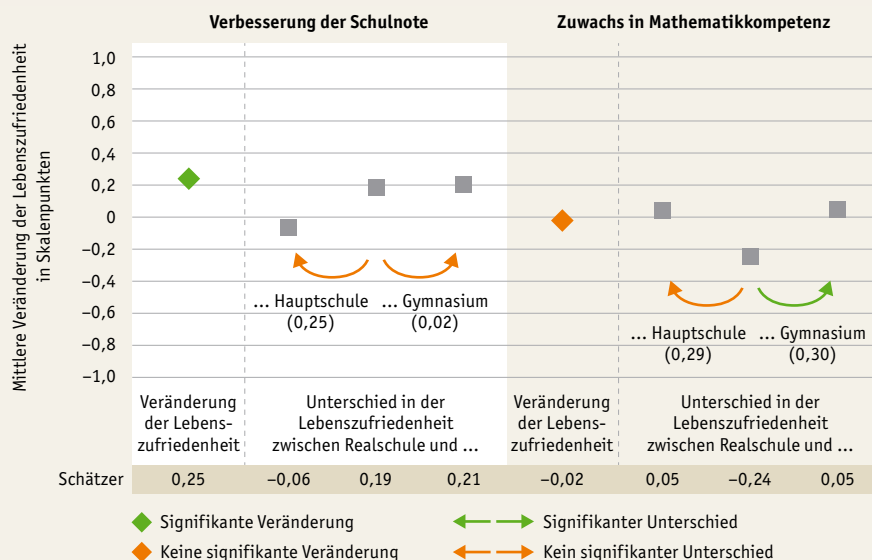 Verbesserung der Schulnote
Zuwachs in Mathematikkompetenz
Mittlere Veränderung der Lebenszufriedenheit
in Skalenpunkten
1,0
0,8
0,6
0,4
0,2
0
−0,2
−0,4
−0,6
−0,8
−1,0
... Hauptschule
(0,25)
... Gymnasium
(0,02)
... Hauptschule
(0,29)
... Gymnasium
(0,30)
Veränderung
der Lebens-
zufriedenheit
Unterschied in der
Lebenszufriedenheit
zwischen Realschule und ...
Veränderung
der Lebens-
zufriedenheit
Unterschied in der
Lebenszufriedenheit
zwischen Realschule und ...
Schätzer 0,25 −0,06 0,19 0,21 −0,02 0,05 −0,24 0,05
Signifikante Veränderung
Signifikanter Unterschied
Keine signifikante Veränderung
Kein signifikanter Unterschied